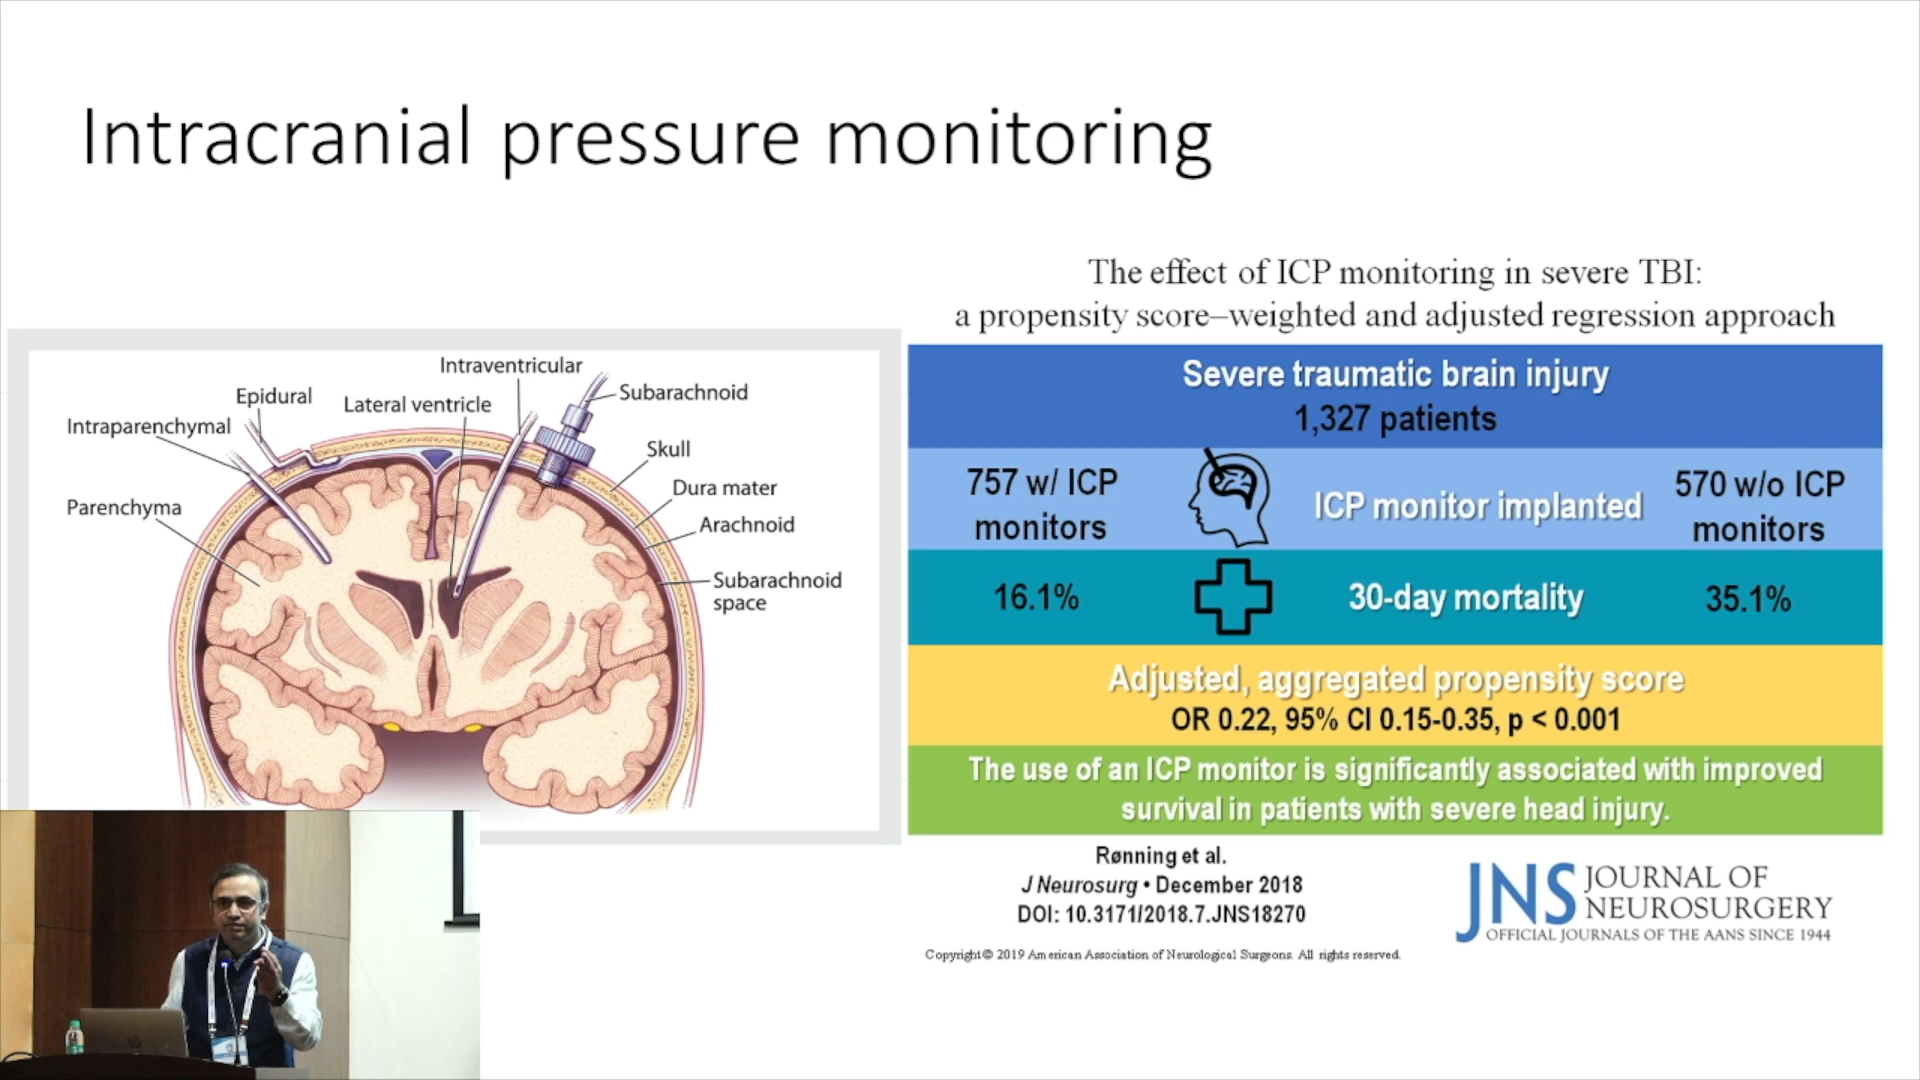 Intracranial pressure monitoring
Intraventricular
Epidural
Lateral ventricle
Subarachnoid
Intraparenchymal
Skull
Dura mater
Parenchyma
Arachnoid
Subarachnoid
space
The effect of ICP monitoring in severe TBI:
a propensity score–weighted and adjusted regression approach
Severe traumatic brain injury
1,327 patients
757 w/ ICP
monitors
ICP monitor implanted
570 w/o ICP
monitors
16.1%
30-day mortality
35.1%
Adjusted, aggregated propensity score
OR 0.22, 95% CI 0.15-0.35, p < 0.001
The use of an ICP monitor is significantly associated with improved
survival in patients with severe head injury.
Rønning et al.
J Neurosurg • December 2018
DOI: 10.3171/2018.7.JNS18270
JNS JOURNAL OF
NEUROSURGERY
OFFICIAL JOURNALS OF THE AANS SINCE 1944
Copyright © 2019 American Association of Neurological Surgeons. All rights reserved.